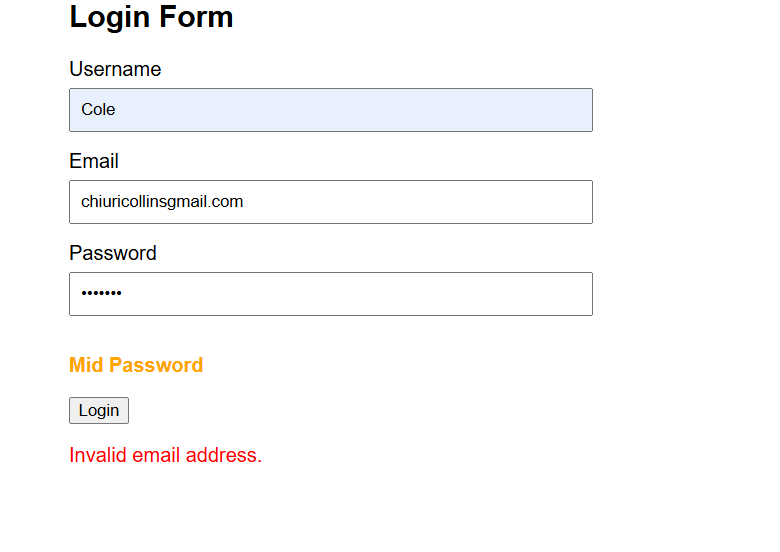 Login Form
Username
Cole
Email
chiuricollinsgmail.com
Password
•••••••
Mid Password
Login
Invalid email address.